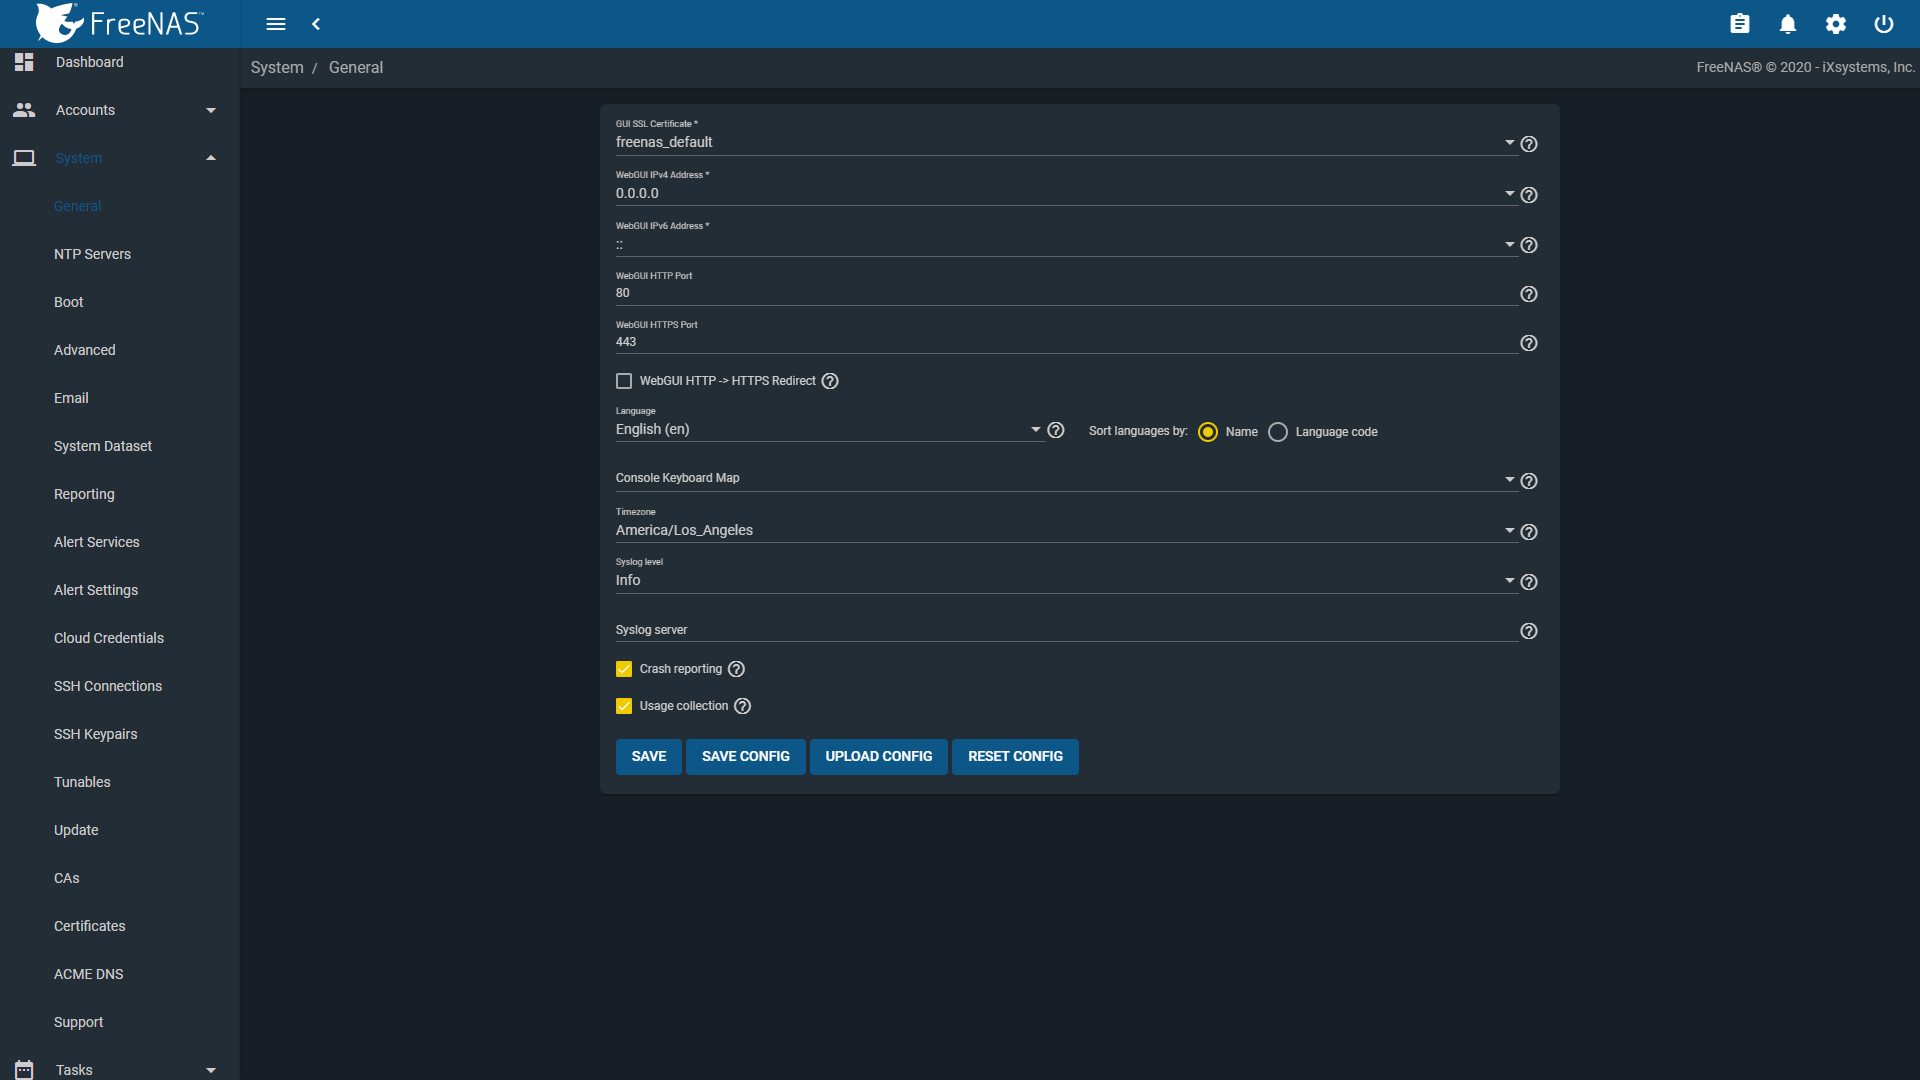 FreeNAS™
System / General
FreeNAS® © 2020 - iXsystems, Inc.
Dashboard
Accounts
System
General
NTP Servers
Boot
Advanced
Email
System Dataset
Reporting
Alert Services
Alert Settings
Cloud Credentials
SSH Connections
SSH Keypairs
Tunables
Update
CAs
Certificates
ACME DNS
Support
Tasks
GUI SSL Certificate *
freenas_default
WebGUI IPv4 Address *
0.0.0.0
WebGUI IPv6 Address *
::
WebGUI HTTP Port
80
WebGUI HTTPS Port
443
WebGUI HTTP -> HTTPS Redirect
Language
English (en)
Sort languages by: Name Language code
Console Keyboard Map
Timezone
America/Los_Angeles
Syslog level
Info
Syslog server
Crash reporting
Usage collection
SAVE SAVE CONFIG UPLOAD CONFIG RESET CONFIG